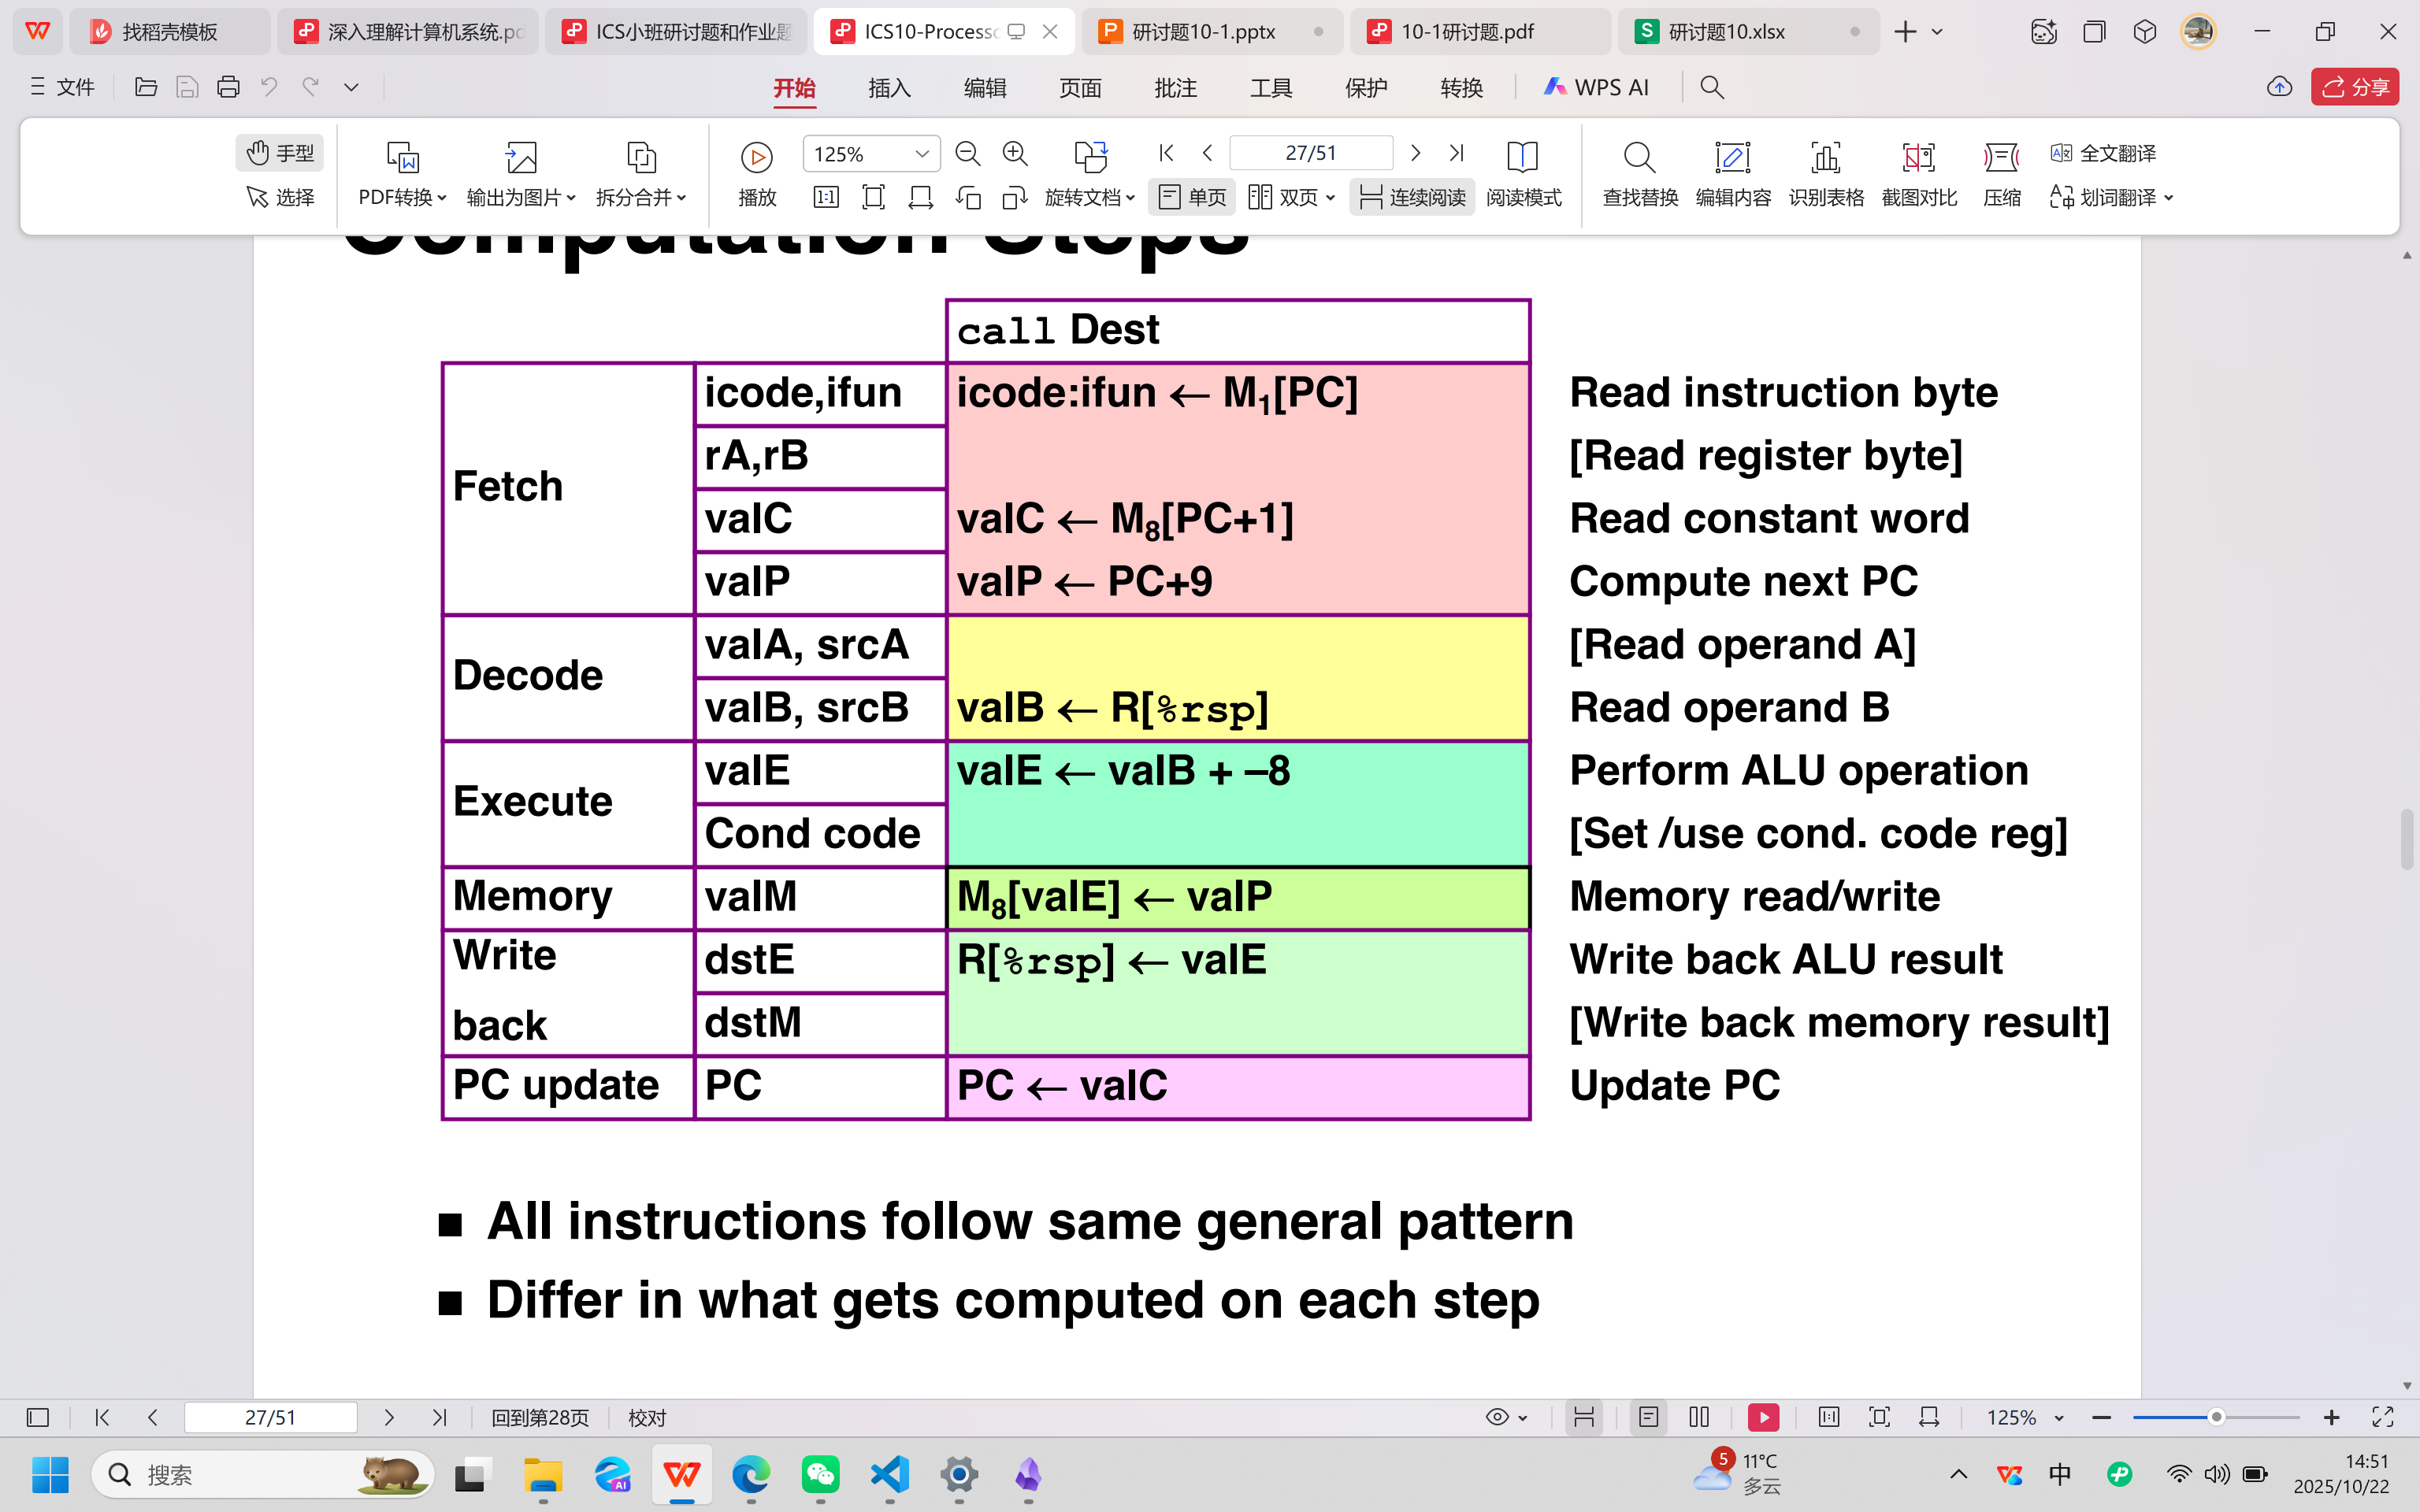 找稻壳模板
深入理解计算机系统.pd
ICS小班研讨题和作业题
ICS10-Processo
研讨题10-1.pptx
10-1研讨题.pdf
研讨题10.xlsx
文件
开始
插入
编辑
页面
批注
工具
保护
转换
WPS AI
分享
手型
选择
PDF转换
输出为图片
拆分合并
播放
125%
旋转文档
27/51
单页
双页
连续阅读
阅读模式
查找替换
编辑内容
识别表格
截图对比
压缩
全文翻译
划词翻译
Computation Steps
call Dest
Fetch
icode,ifun
icode:ifun ← M1[PC]
Read instruction byte
rA,rB
[Read register byte]
valC
valC ← M8[PC+1]
Read constant word
valP
valP ← PC+9
Compute next PC
Decode
valA, srcA
[Read operand A]
valB, srcB
valB ← R[%rsp]
Read operand B
Execute
valE
valE ← valB + –8
Perform ALU operation
Cond code
[Set /use cond. code reg]
Memory
valM
M8[valE] ← valP
Memory read/write
Write
back
dstE
R[%rsp] ← valE
Write back ALU result
dstM
[Write back memory result]
PC update
PC
PC ← valC
Update PC
■ All instructions follow same general pattern
■ Differ in what gets computed on each step
27/51
回到第28页
校对
125%
搜索
5
11°C
多云
中
14:51
2025/10/22